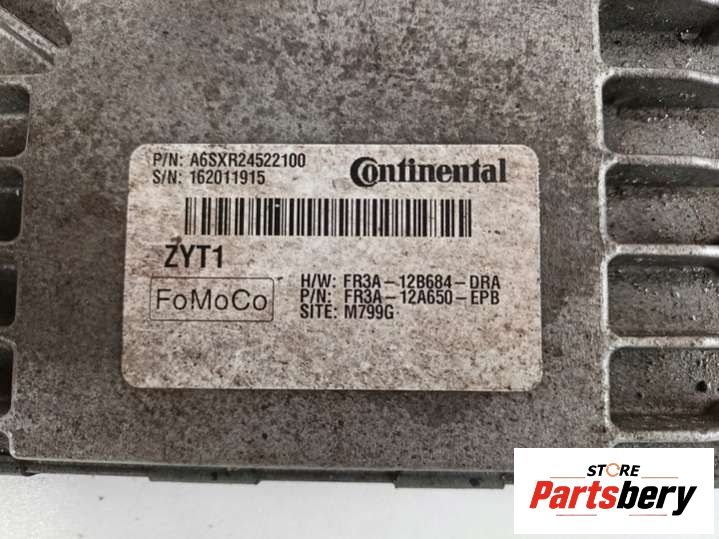 P/N: A6SXR24522100
S/N: 162011915
Continental
ZYT1
FoMoCo
H/W: FR3A-12B684-DRA
P/N: FR3A-12A650-EPB
SITE: M799G
STORE
Partsbery